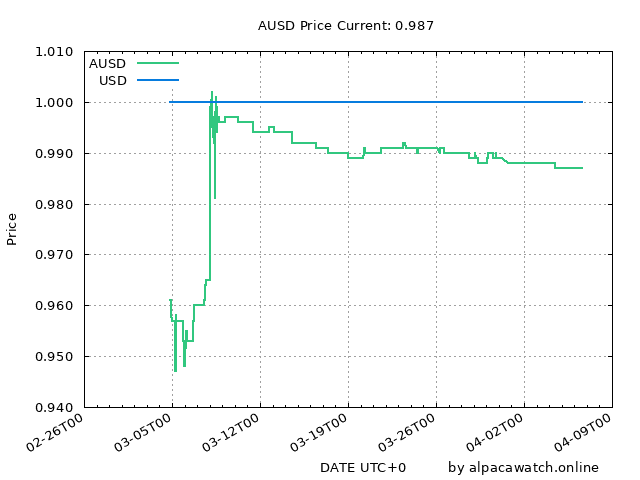 AUSD Price Current: 0.987
1.010
AUSD
USD
1.000
0.990
0.980
Price
0.970
0.960
0.950
0.940
02-26T00
03-05T00
03-12T00
03-19T00
03-26T00
04-02T00
04-09T00
DATE UTC+0
by alpacawatch.online